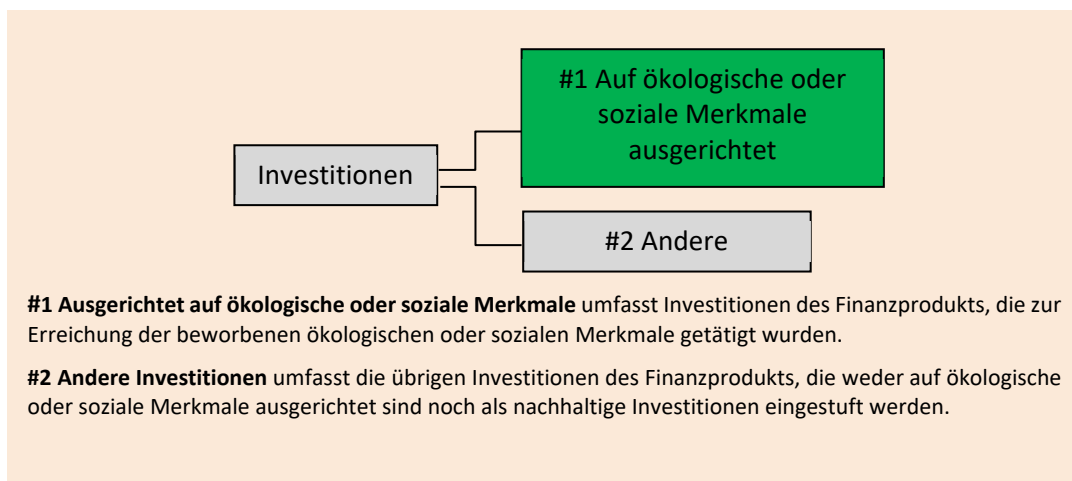 #1 Auf ökologische oder
soziale Merkmale
ausgerichtet
Investitionen
#2 Andere
#1 Ausgerichtet auf ökologische oder soziale Merkmale umfasst Investitionen des Finanzprodukts, die zur
Erreichung der beworbenen ökologischen oder sozialen Merkmale getätigt wurden.
#2 Andere Investitionen umfasst die übrigen Investitionen des Finanzprodukts, die weder auf ökologische
oder soziale Merkmale ausgerichtet sind noch als nachhaltige Investitionen eingestuft werden.